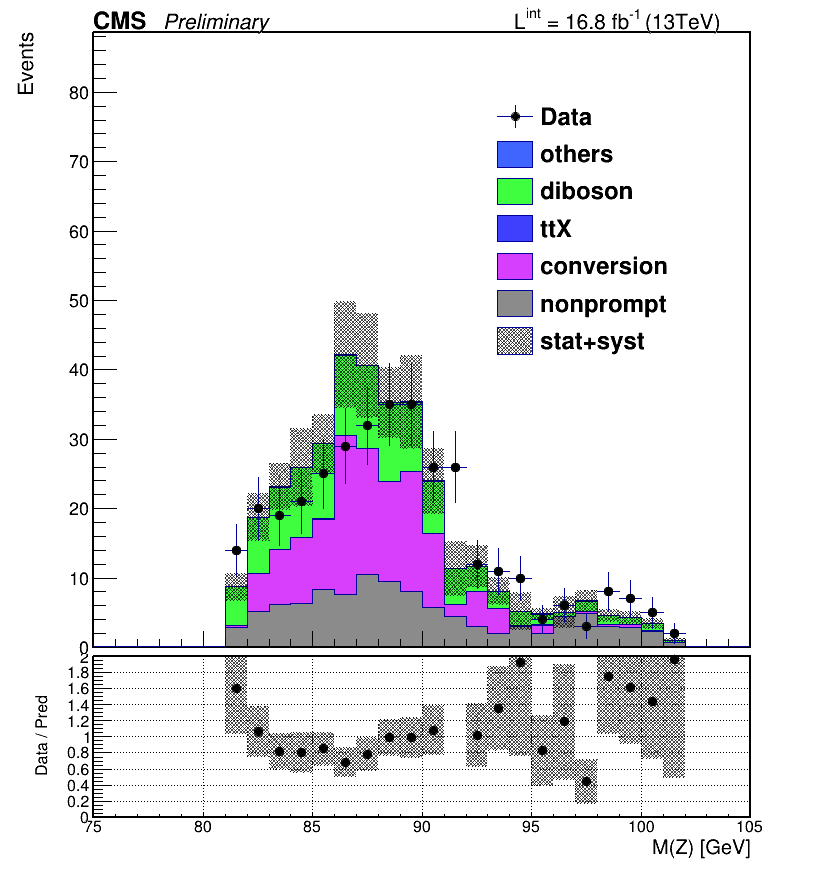 CMS Preliminary L^int = 16.8 fb^-1 (13TeV)
Events
80
70
60
50
40
30
20
10
0
Data
others
diboson
ttX
conversion
nonprompt
stat+syst
Data / Pred
2
1.8
1.6
1.4
1.2
1
0.8
0.6
0.4
0.2
0
75 80 85 90 95 100 105
M(Z) [GeV]